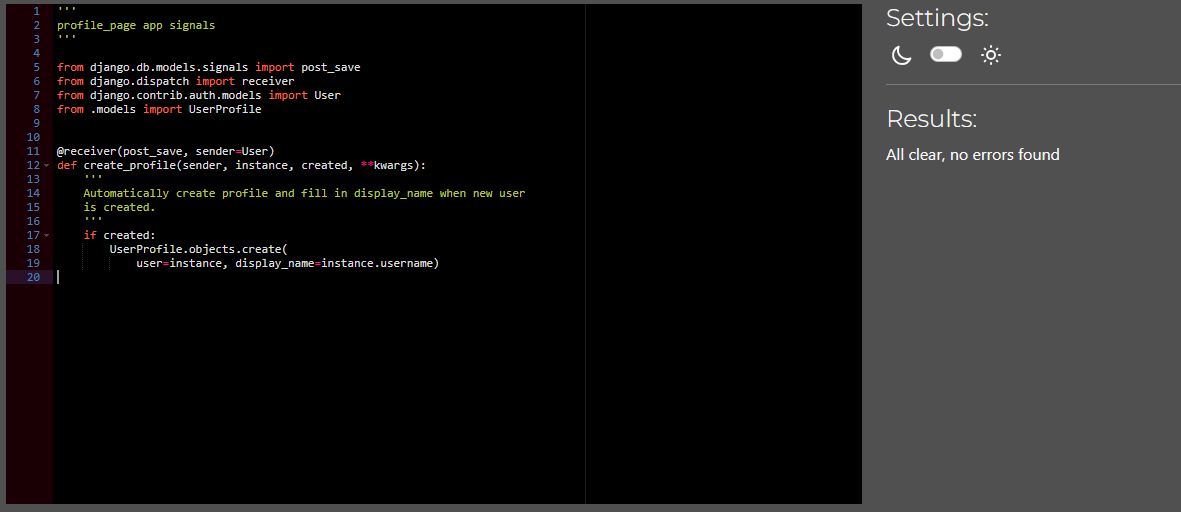 1 '''
2 profile_page app signals
3 '''
4
5 from django.db.models.signals import post_save
6 from django.dispatch import receiver
7 from django.contrib.auth.models import User
8 from .models import UserProfile
9
10
11 @receiver(post_save, sender=User)
12 def create_profile(sender, instance, created, **kwargs):
13     '''
14     Automatically create profile and fill in display_name when new user
15     is created.
16     '''
17     if created:
18         UserProfile.objects.create(
19             user=instance, display_name=instance.username)
20
Settings:
Results:
All clear, no errors found